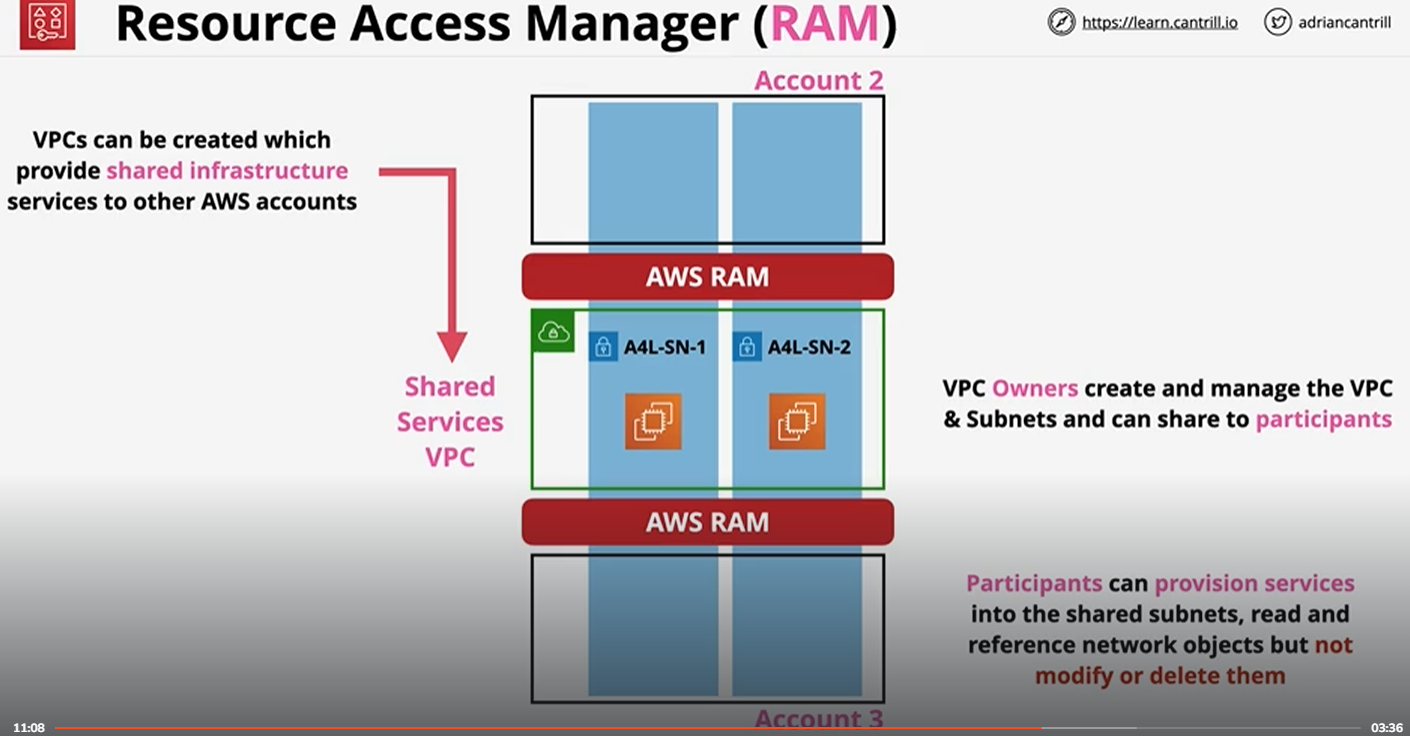 Resource Access Manager (RAM)
https://learn.cantrill.io
adriancantrill
Account 2
VPCs can be created which
provide shared infrastructure
services to other AWS accounts
AWS RAM
A4L-SN-1
A4L-SN-2
Shared
Services
VPC
VPC Owners create and manage the VPC
& Subnets and can share to participants
AWS RAM
Participants can provision services
into the shared subnets, read and
reference network objects but not
modify or delete them
Account 3
11:08
03:36